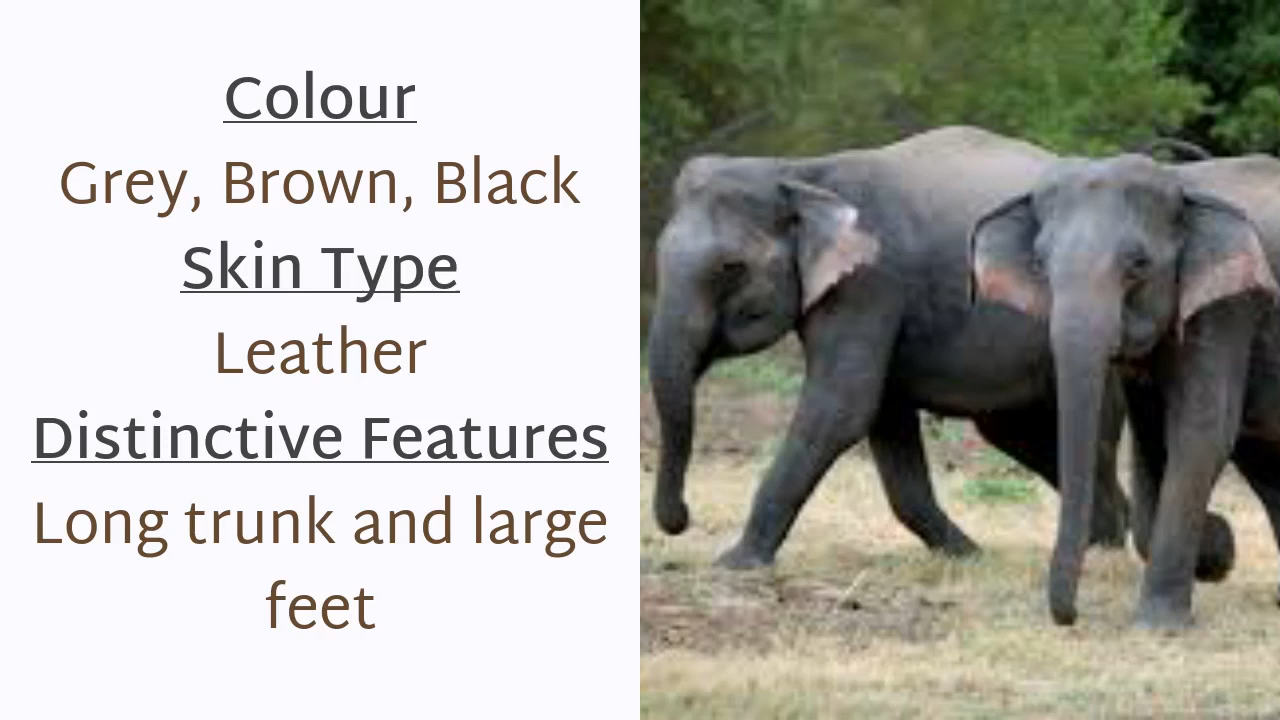 Colour
Grey, Brown, Black
Skin Type
Leather
Distinctive Features
Long trunk and large
feet